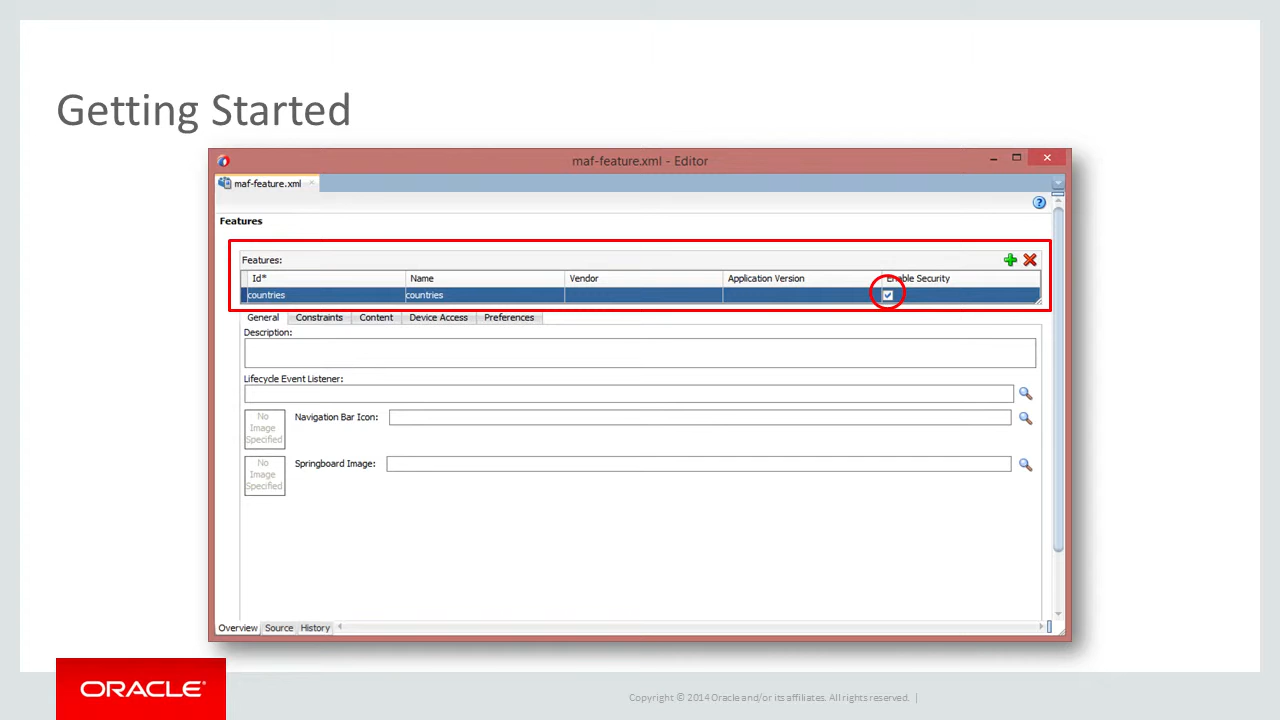 Getting Started
maf-feature.xml - Editor
maf-feature.xml
Features
Features:
Id* Name Vendor Application Version Enable Security
countries countries
General Constraints Content Device Access Preferences
Description:
Lifecycle Event Listener:
No Image Specified
Navigation Bar Icon:
No Image Specified
Springboard Image:
Overview Source History
ORACLE®
Copyright © 2014 Oracle and/or its affiliates. All rights reserved. |